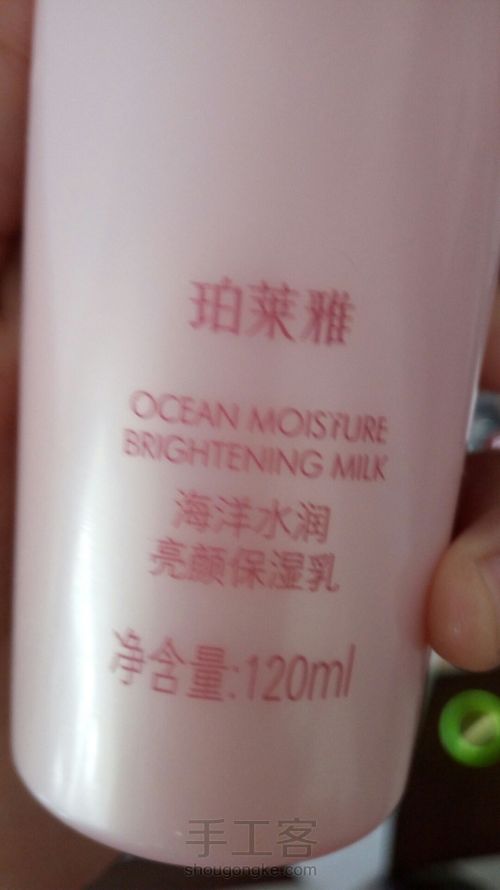 珀莱雅
OCEAN MOISTURE
BRIGHTENING MILK
海洋水润
亮颜保湿乳
净含量:120ml
手工客
shougongke.com